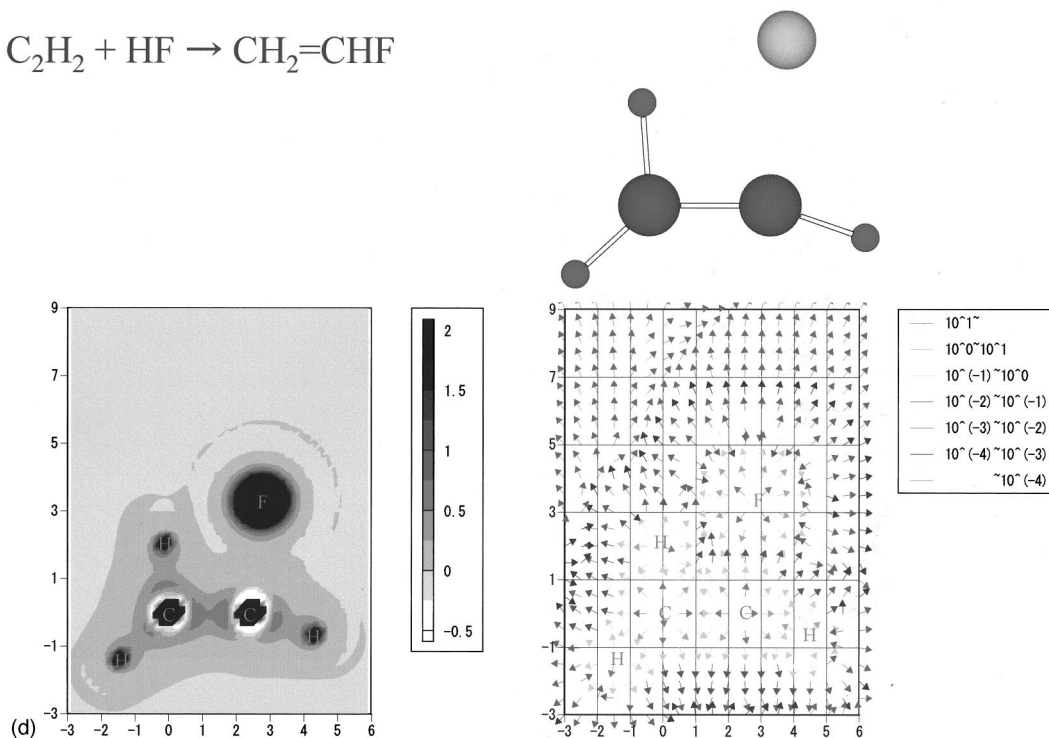 C₂H₂ + HF → CH₂=CHF
9
7
5
3
1
-1
-3
-3 -2 -1 0 1 2 3 4 5 6
F
H
C C
H
H
2
1.5
1
0.5
0
-0.5
(d)
9
7
5
3
1
-1
-3
-3 -2 -1 0 1 2 3 4 5 6
F
H
C C
H
H
10^1~
10^0~10^1
10^(-1)~10^0
10^(-2)~10^(-1)
10^(-3)~10^(-2)
10^(-4)~10^(-3)
~10^(-4)